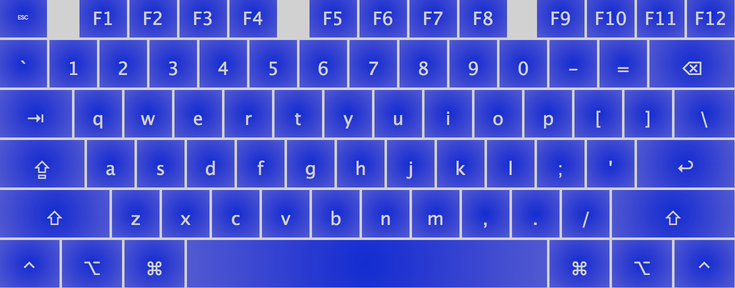 ESC F1 F2 F3 F4 F5 F6 F7 F8 F9 F10 F11 F12
` 1 2 3 4 5 6 7 8 9 0 - = ⌫
⇥ q w e r t y u i o p [ ] \
⇪ a s d f g h j k l ; ' ↩
⇧ z x c v b n m , . / ⇧
^ ⌥ ⌘ ⌘ ⌥ ^